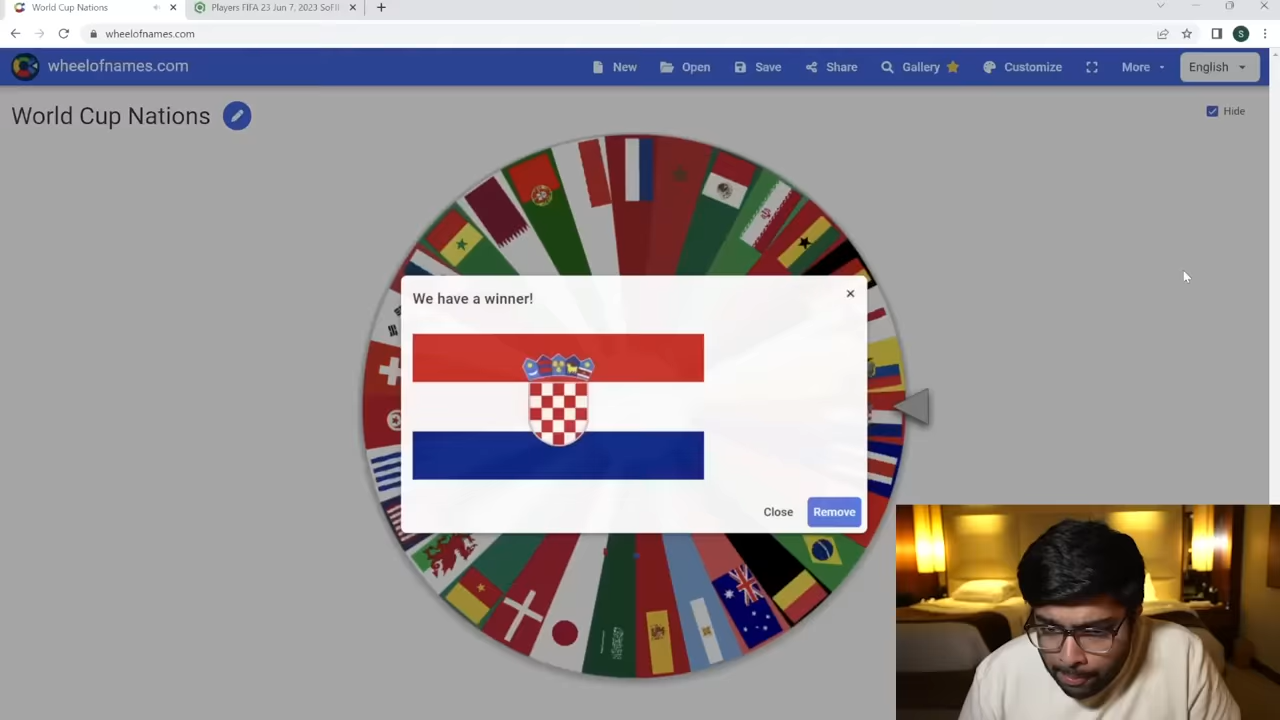 World Cup Nations
Players FIFA 23 Jun 7, 2023 SoFI
wheelofnames.com
S
wheelofnames.com
New
Open
Save
Share
Gallery
Customize
More
English
World Cup Nations
Hide
We have a winner!
Close
Remove